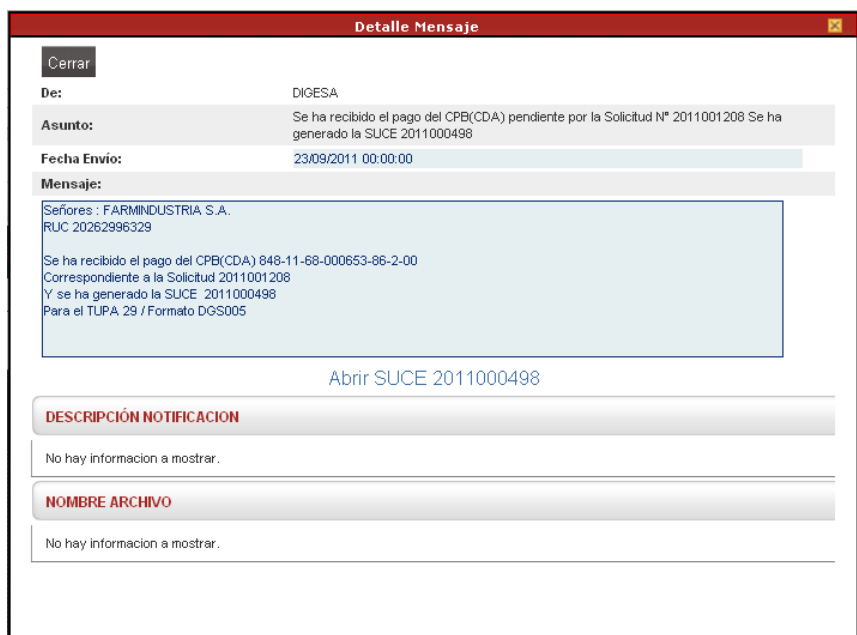 Detalle Mensaje
Cerrar
De: DIGESA
Asunto: Se ha recibido el pago del CPB(CDA) pendiente por la Solicitud N° 2011001208 Se ha
generado la SUCE 2011000498
Fecha Envío: 23/09/2011 00:00:00
Mensaje:
Señores : FARMINDUSTRIA S.A.
RUC 20262996329
Se ha recibido el pago del CPB(CDA) 848-11-68-000653-86-2-00
Correspondiente a la Solicitud 2011001208
Y se ha generado la SUCE  2011000498
Para el TUPA 29 / Formato DGS005
Abrir SUCE 2011000498
DESCRIPCIÓN NOTIFICACION
No hay informacion a mostrar.
NOMBRE ARCHIVO
No hay informacion a mostrar.